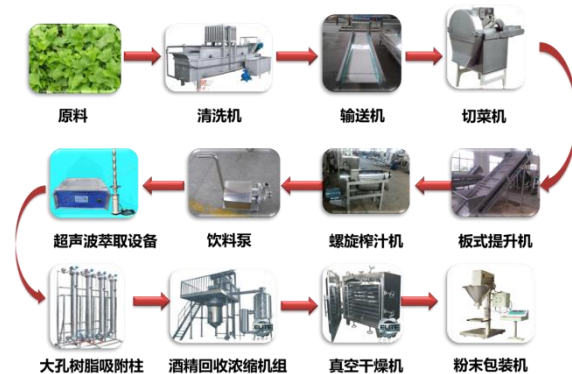 原料
清洗机
输送机
切菜机
超声波萃取设备
饮料泵
螺旋榨汁机
板式提升机
大孔树脂吸附柱
酒精回收浓缩机组
真空干燥机
粉末包装机